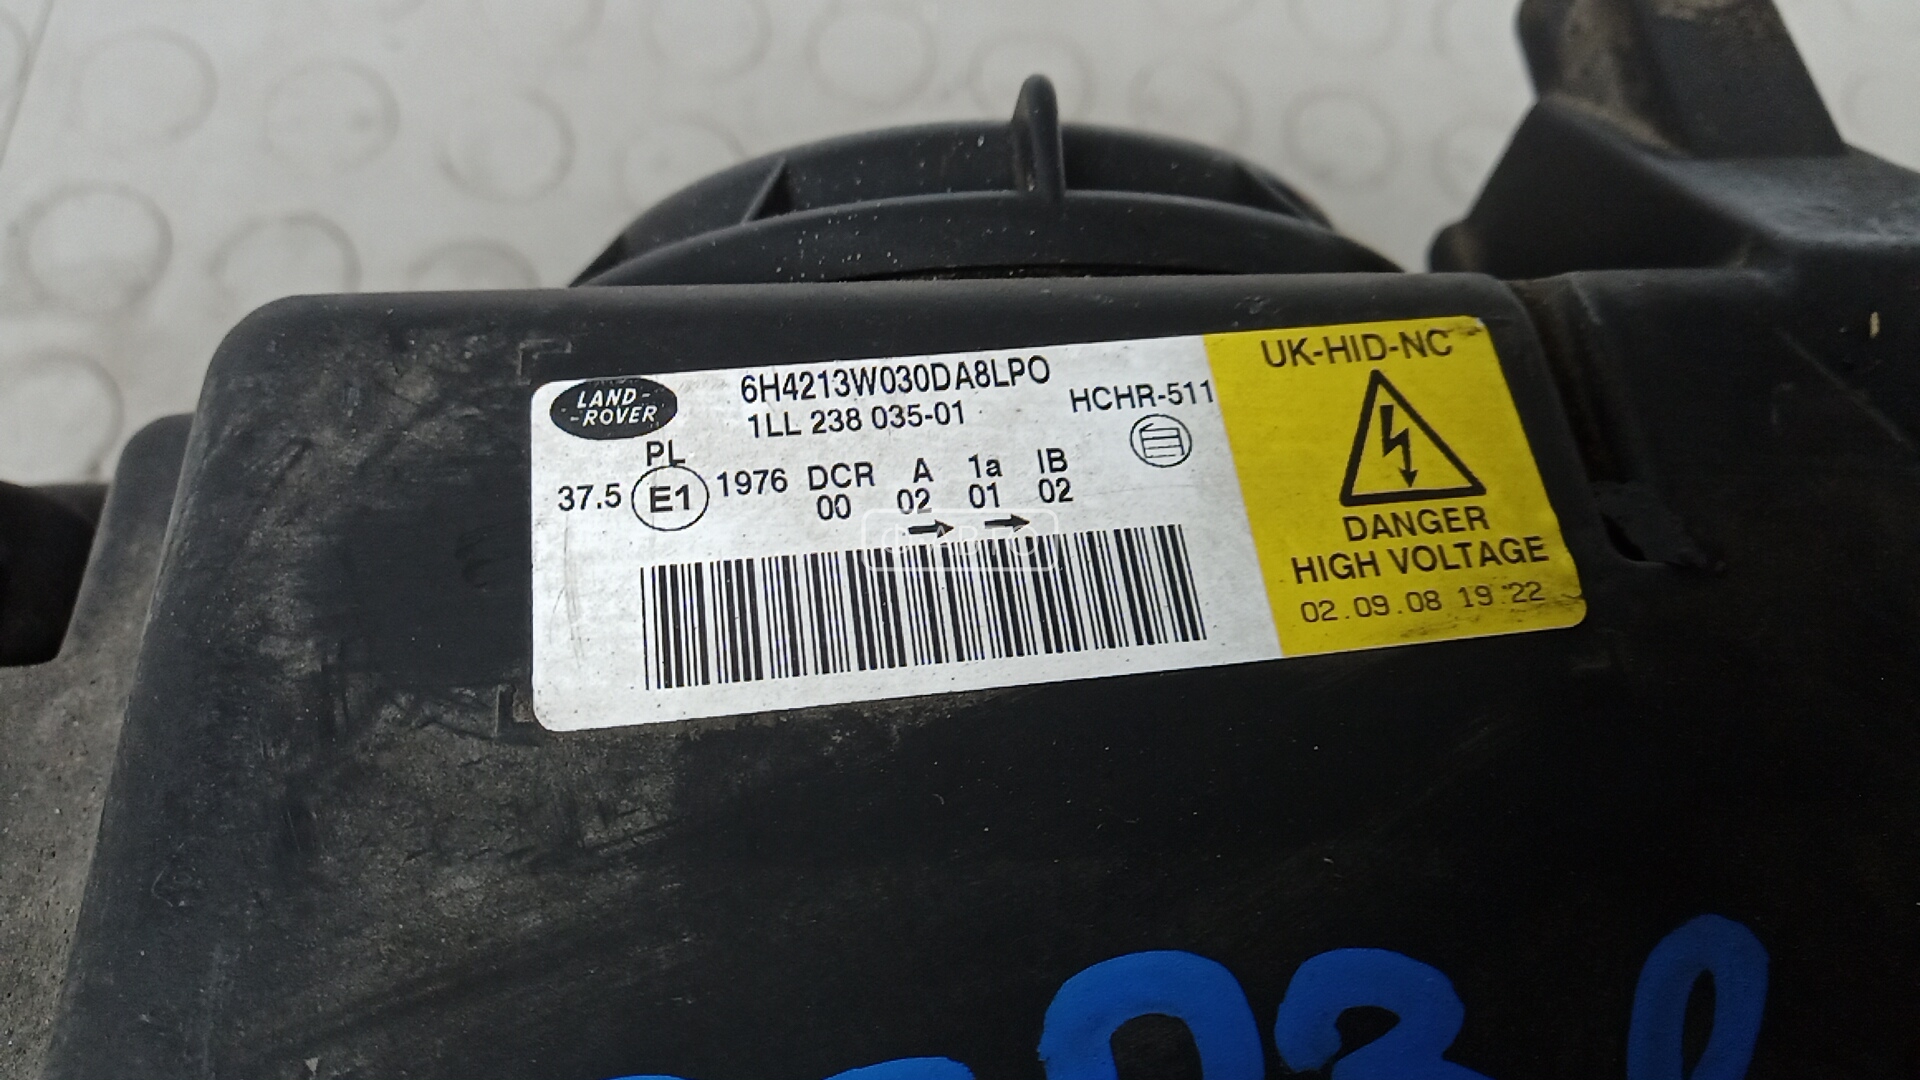 LAND-
-ROVER
6H4213W030DA8LPO
1LL 238 035-01
HCHR-511
PL
37.5 E1 1976 DCR A 1a IB
00 02 01 02
UK-HID-NC
DANGER
HIGH VOLTAGE
02.09.08 19:22